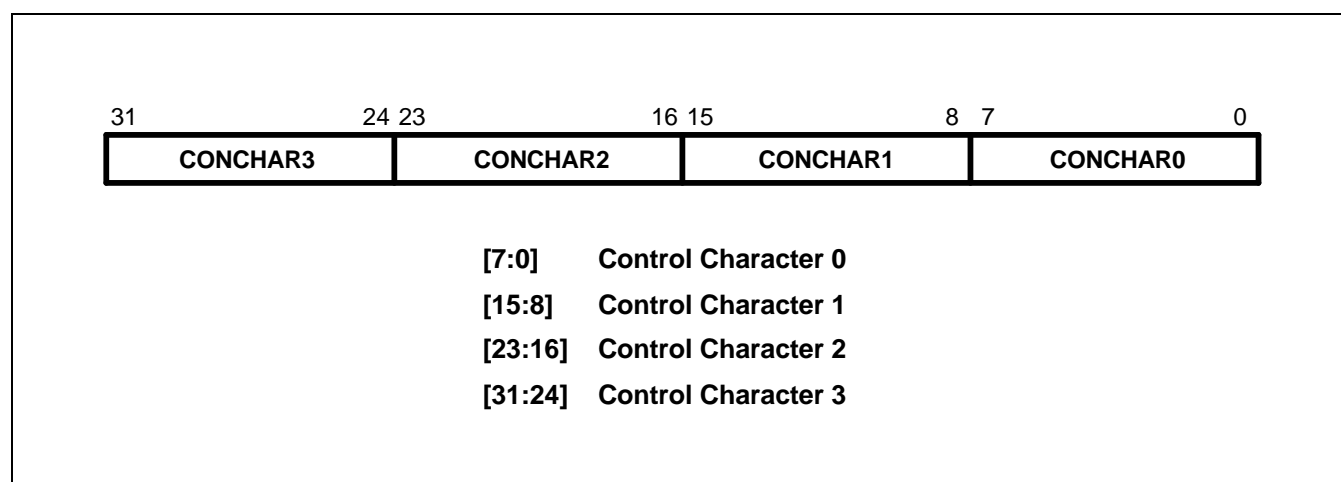 31 24 23 16 15 8 7 0
CONCHAR3 CONCHAR2 CONCHAR1 CONCHAR0
[7:0] Control Character 0
[15:8] Control Character 1
[23:16] Control Character 2
[31:24] Control Character 3